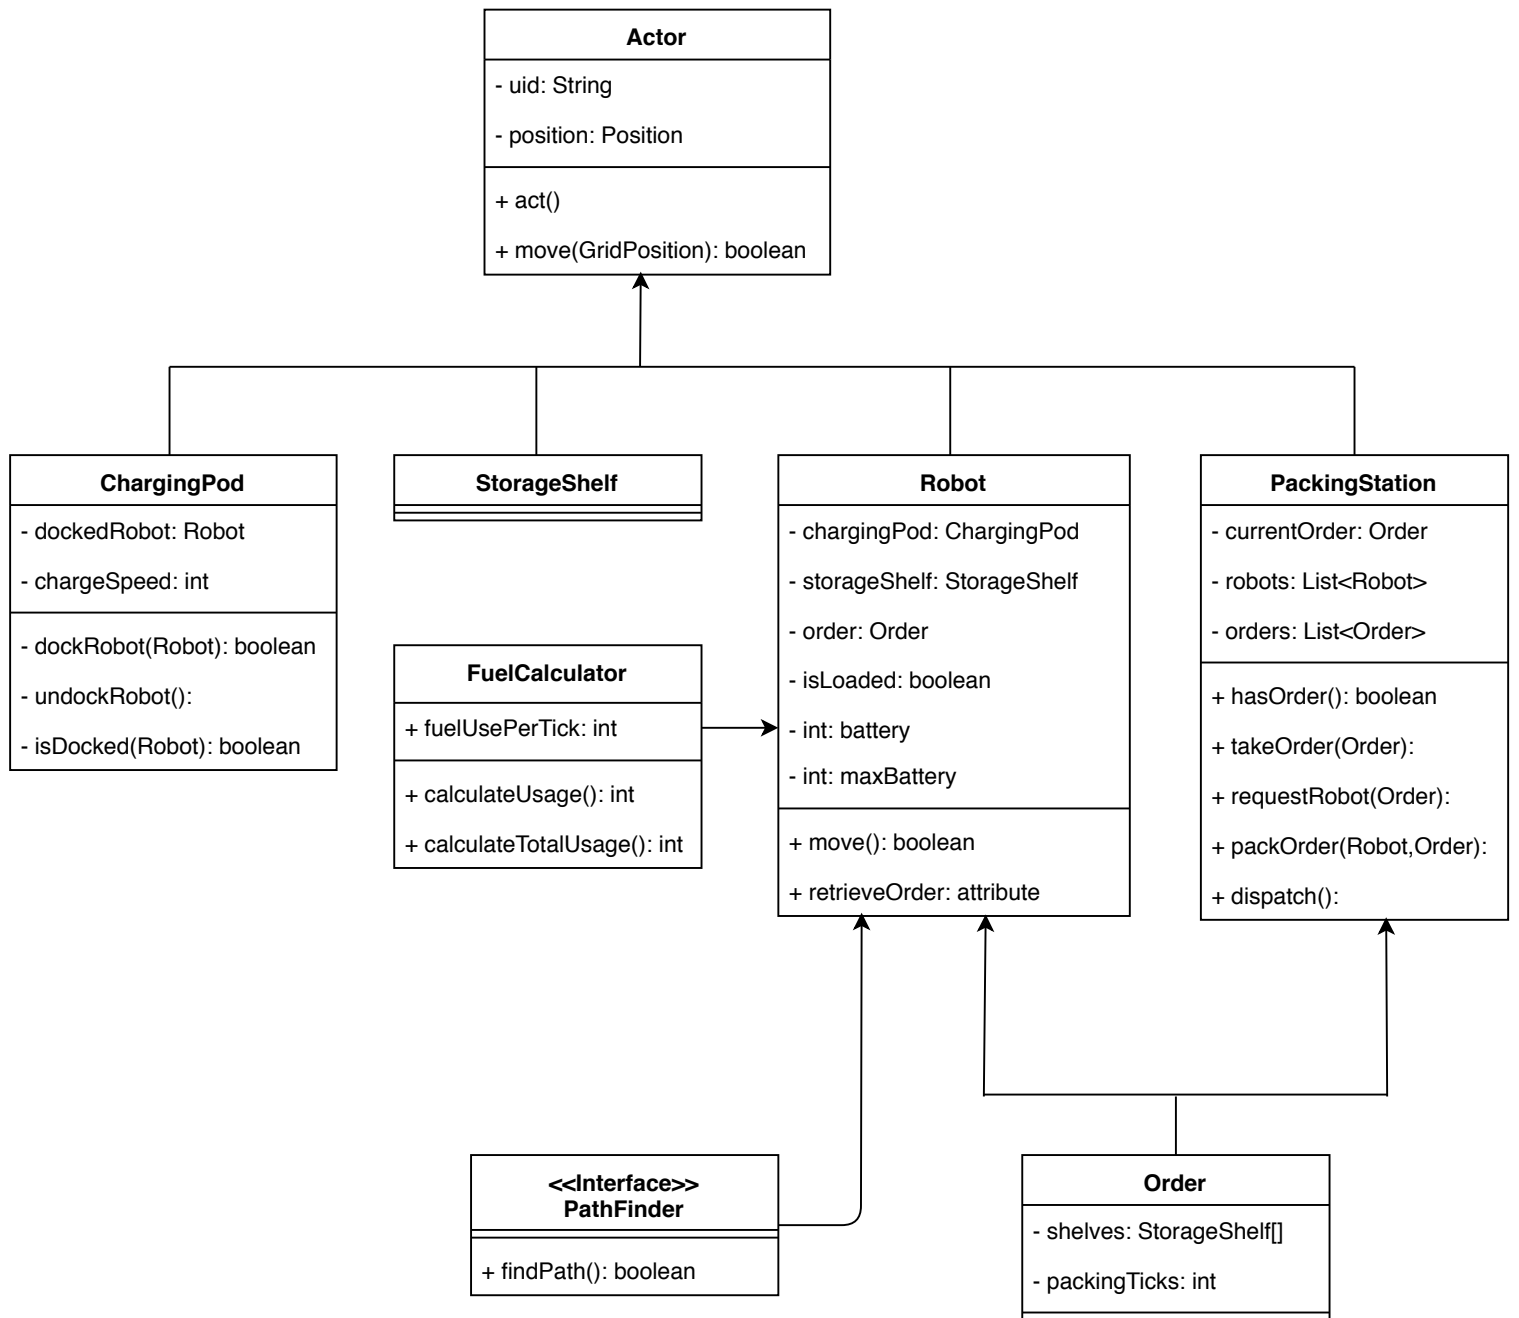 Actor
- uid: String
- position: Position
+ act()
+ move(GridPosition): boolean
ChargingPod
- dockedRobot: Robot
- chargeSpeed: int
- dockRobot(Robot): boolean
- undockRobot():
- isDocked(Robot): boolean
StorageShelf
FuelCalculator
+ fuelUsePerTick: int
+ calculateUsage(): int
+ calculateTotalUsage(): int
Robot
- chargingPod: ChargingPod
- storageShelf: StorageShelf
- order: Order
- isLoaded: boolean
- int: battery
- int: maxBattery
+ move(): boolean
+ retrieveOrder: attribute
PackingStation
- currentOrder: Order
- robots: List<Robot>
- orders: List<Order>
+ hasOrder(): boolean
+ takeOrder(Order):
+ requestRobot(Order):
+ packOrder(Robot,Order):
+ dispatch():
<<Interface>>
PathFinder
+ findPath(): boolean
Order
- shelves: StorageShelf[]
- packingTicks: int